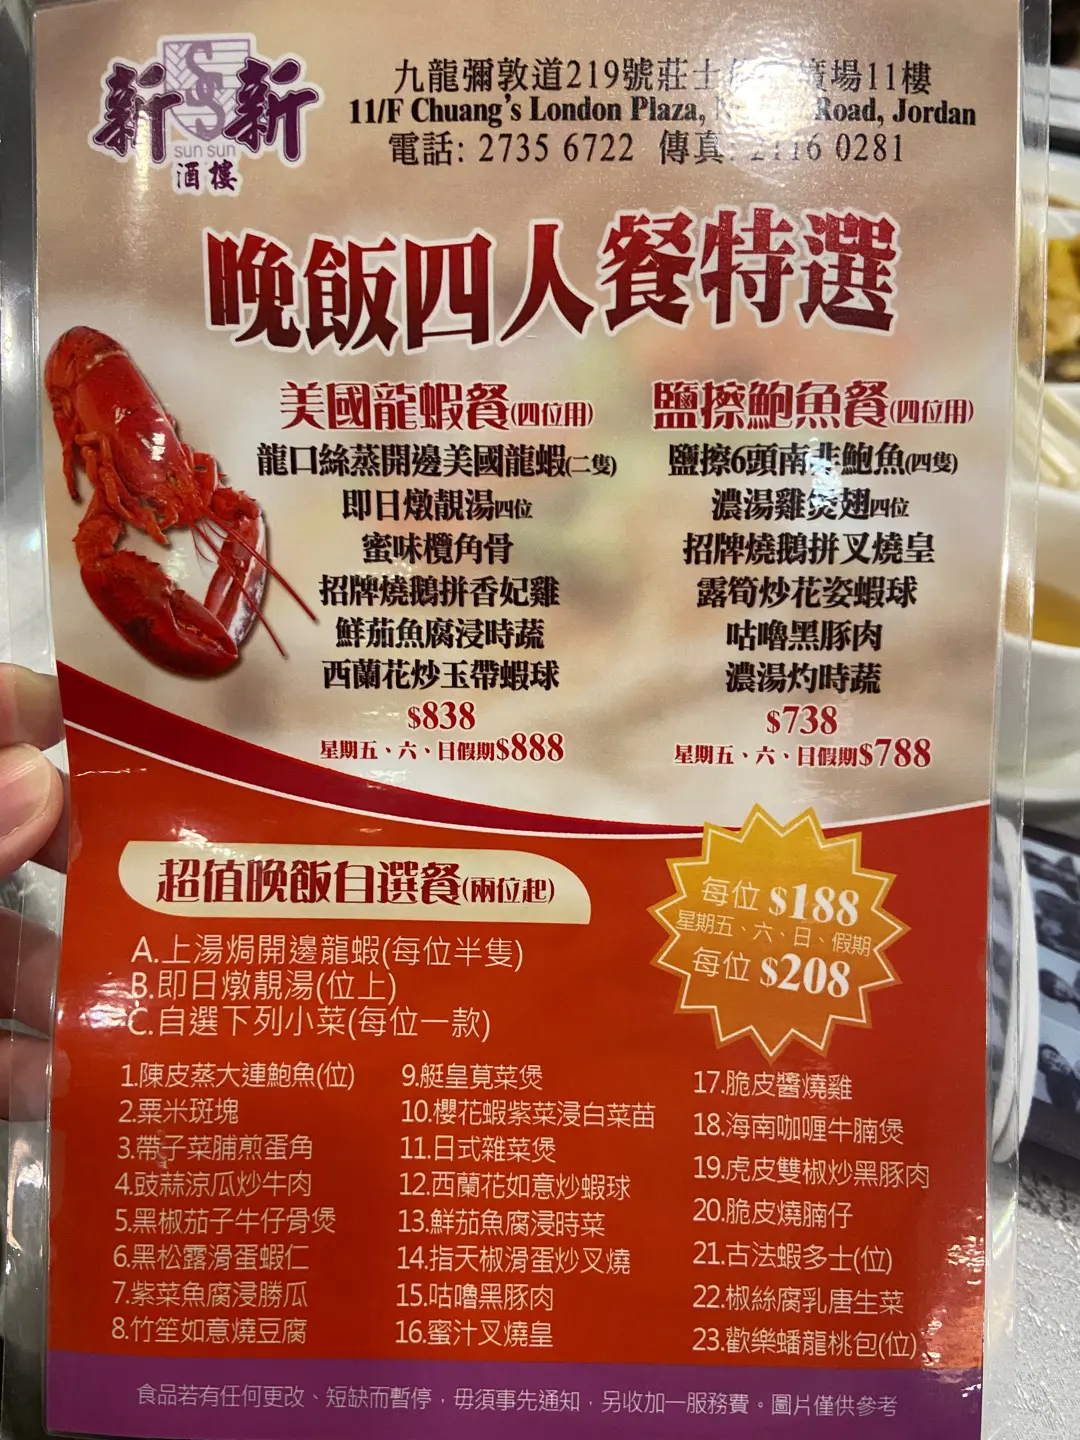 新新
sun sun
酒樓
九龍彌敦道219號莊士 廣場11樓
11/F Chuang's London Plaza, Road, Jordan
電話: 2735 6722 傳真: 2116 0281
晚飯四人餐特選
美國龍蝦餐(四位用)
龍口絲蒸開邊美國龍蝦(二隻)
即日燉靚湯四位
蜜味欖角骨
招牌燒鵝拼香妃雞
鮮茄魚腐浸時蔬
西蘭花炒玉帶蝦球
$838
星期五、六、日假期$888
鹽擦鮑魚餐(四位用)
鹽擦6頭南非鮑魚(四隻)
濃湯雞煲翅四位
招牌燒鵝拼叉燒皇
露筍炒花姿蝦球
咕嚕黑豚肉
濃湯灼時蔬
$738
星期五、六、日假期$788
超值晚飯自選餐(兩位起)
每位 $188
星期五、六、日、假期
每位 $208
A.上湯焗開邊龍蝦(每位半隻)
B.即日燉靚湯(位上)
C.自選下列小菜(每位一款)
1.陳皮蒸大連鮑魚(位)
2.粟米斑塊
3.帶子菜脯煎蛋角
4.豉蒜涼瓜炒牛肉
5.黑椒茄子牛仔骨煲
6.黑松露滑蛋蝦仁
7.紫菜魚腐浸勝瓜
8.竹笙如意燒豆腐
9.艇皇莧菜煲
10.櫻花蝦紫菜浸白菜苗
11.日式雜菜煲
12.西蘭花如意炒蝦球
13.鮮茄魚腐浸時菜
14.指天椒滑蛋炒叉燒
15.咕嚕黑豚肉
16.蜜汁叉燒皇
17.脆皮醬燒雞
18.海南咖喱牛腩煲
19.虎皮雙椒炒黑豚肉
20.脆皮燒腩仔
21.古法蝦多士(位)
22.椒絲腐乳唐生菜
23.歡樂蟠龍桃包(位)
食品若有任何更改、短缺而暫停，毋須事先通知，另收加一服務費。圖片僅供參考